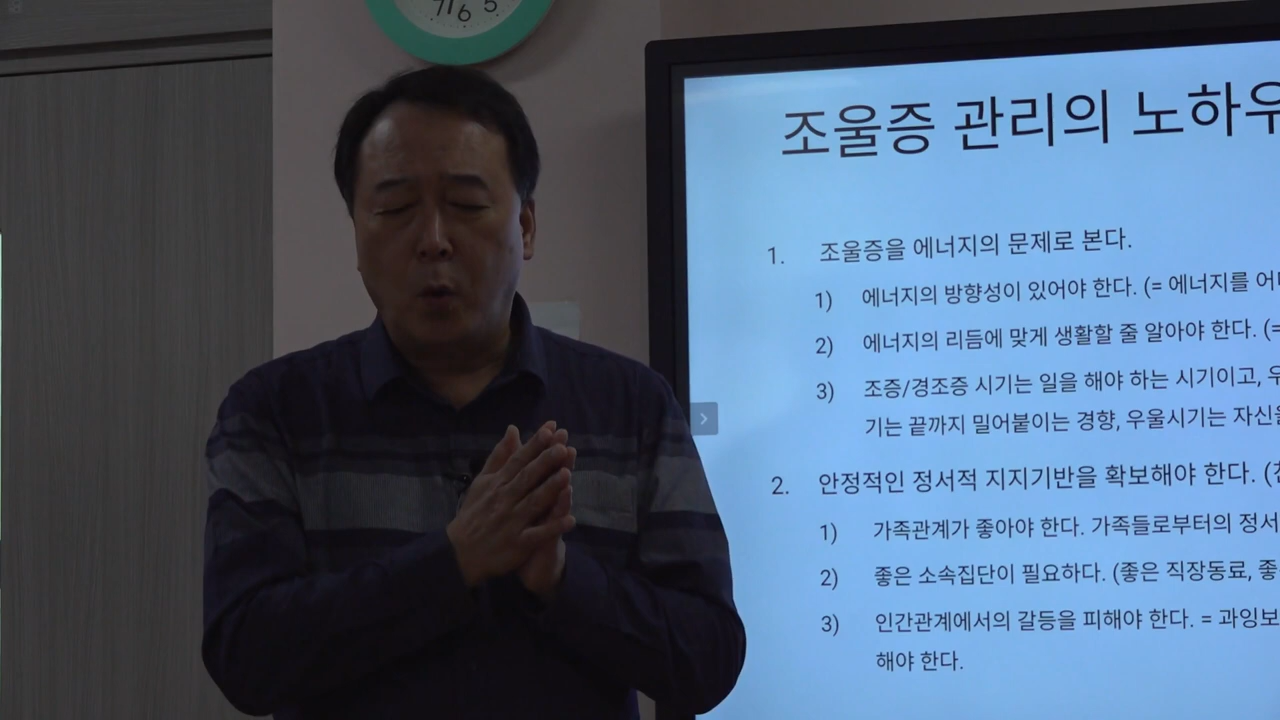 7 6 5
조울증 관리의 노하우
1. 조울증을 에너지의 문제로 본다.
1) 에너지의 방향성이 있어야 한다. (= 에너지를
2) 에너지의 리듬에 맞게 생활할 줄 알아야 한다. (=
3) 조증/경조증 시기는 일을 해야 하는 시기이고,
기는 끝까지 밀어붙이는 경향, 우울시기는 자신을
2. 안정적인 정서적 지지기반을 확보해야 한다.
1) 가족관계가 좋아야 한다. 가족들로부터의 정서
2) 좋은 소속집단이 필요하다. (좋은 직장동료, 좋
3) 인간관계에서의 갈등을 피해야 한다. = 과잉보
해야 한다.